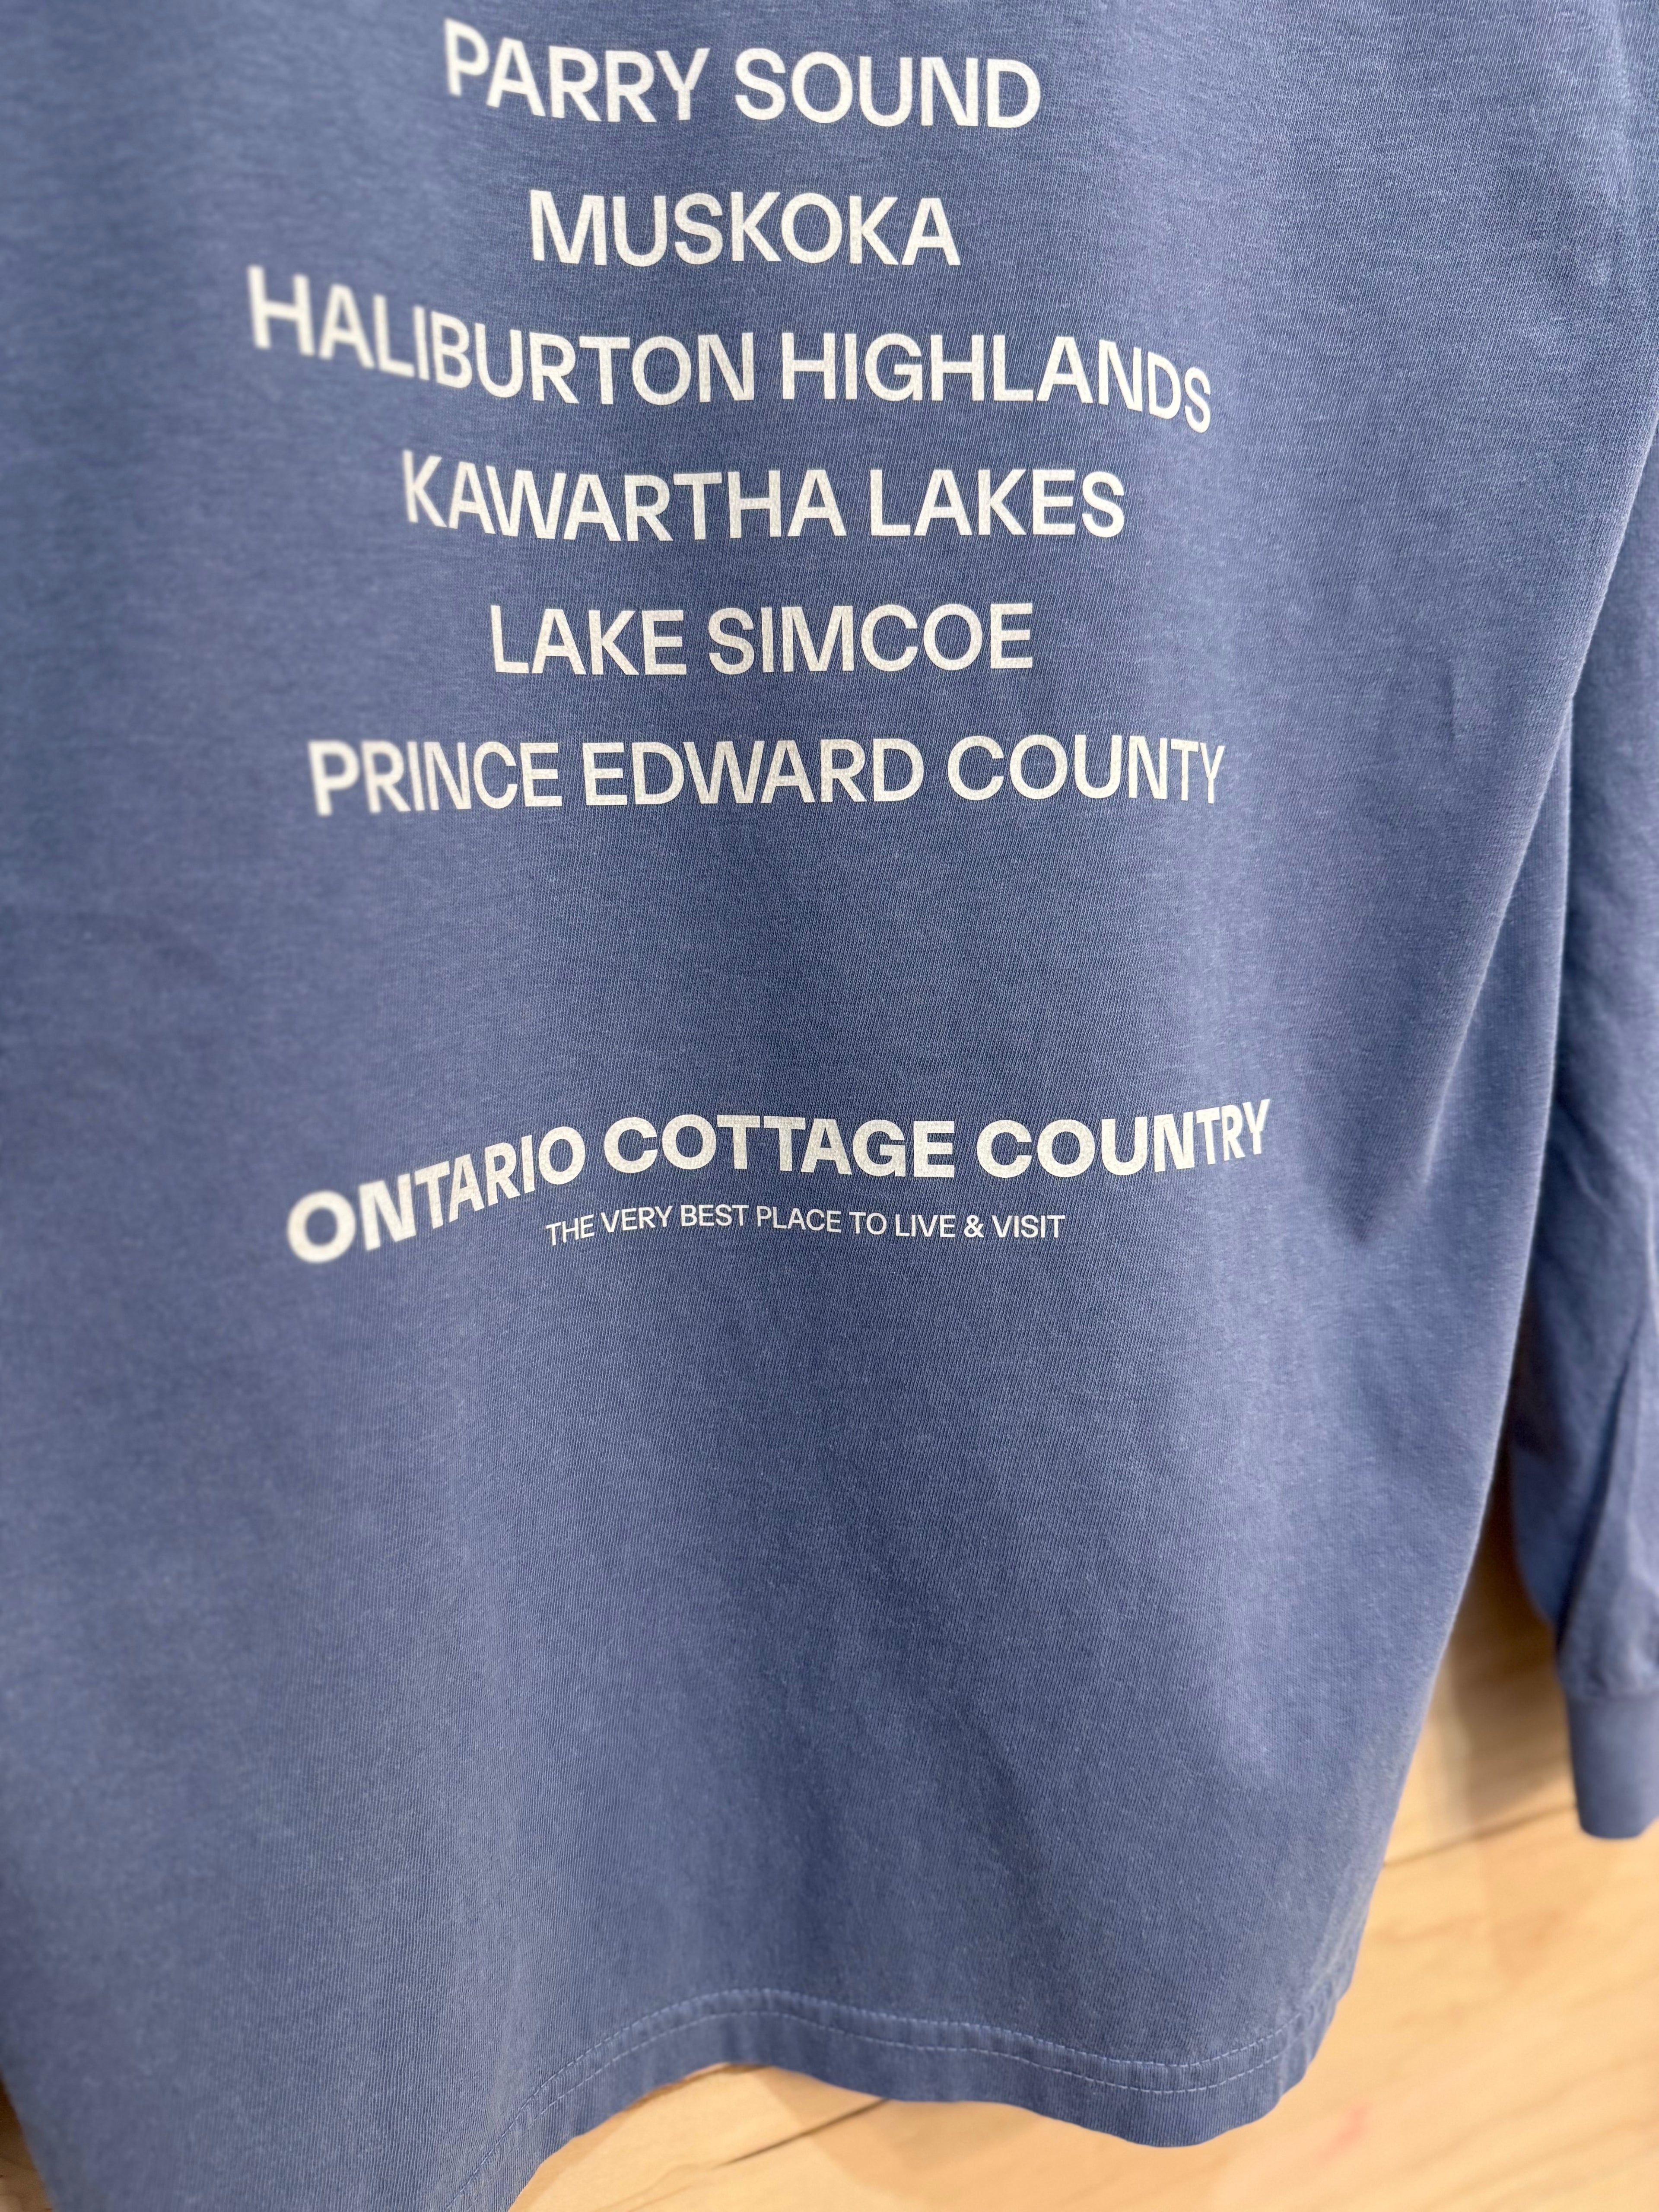 PARRY SOUND
MUSKOKA
HALIBURTON HIGHLANDS
KAWARTHA LAKES
LAKE SIMCOE
PRINCE EDWARD COUNTY
ONTARIO COTTAGE COUNTRY
THE VERY BEST PLACE TO LIVE & VISIT